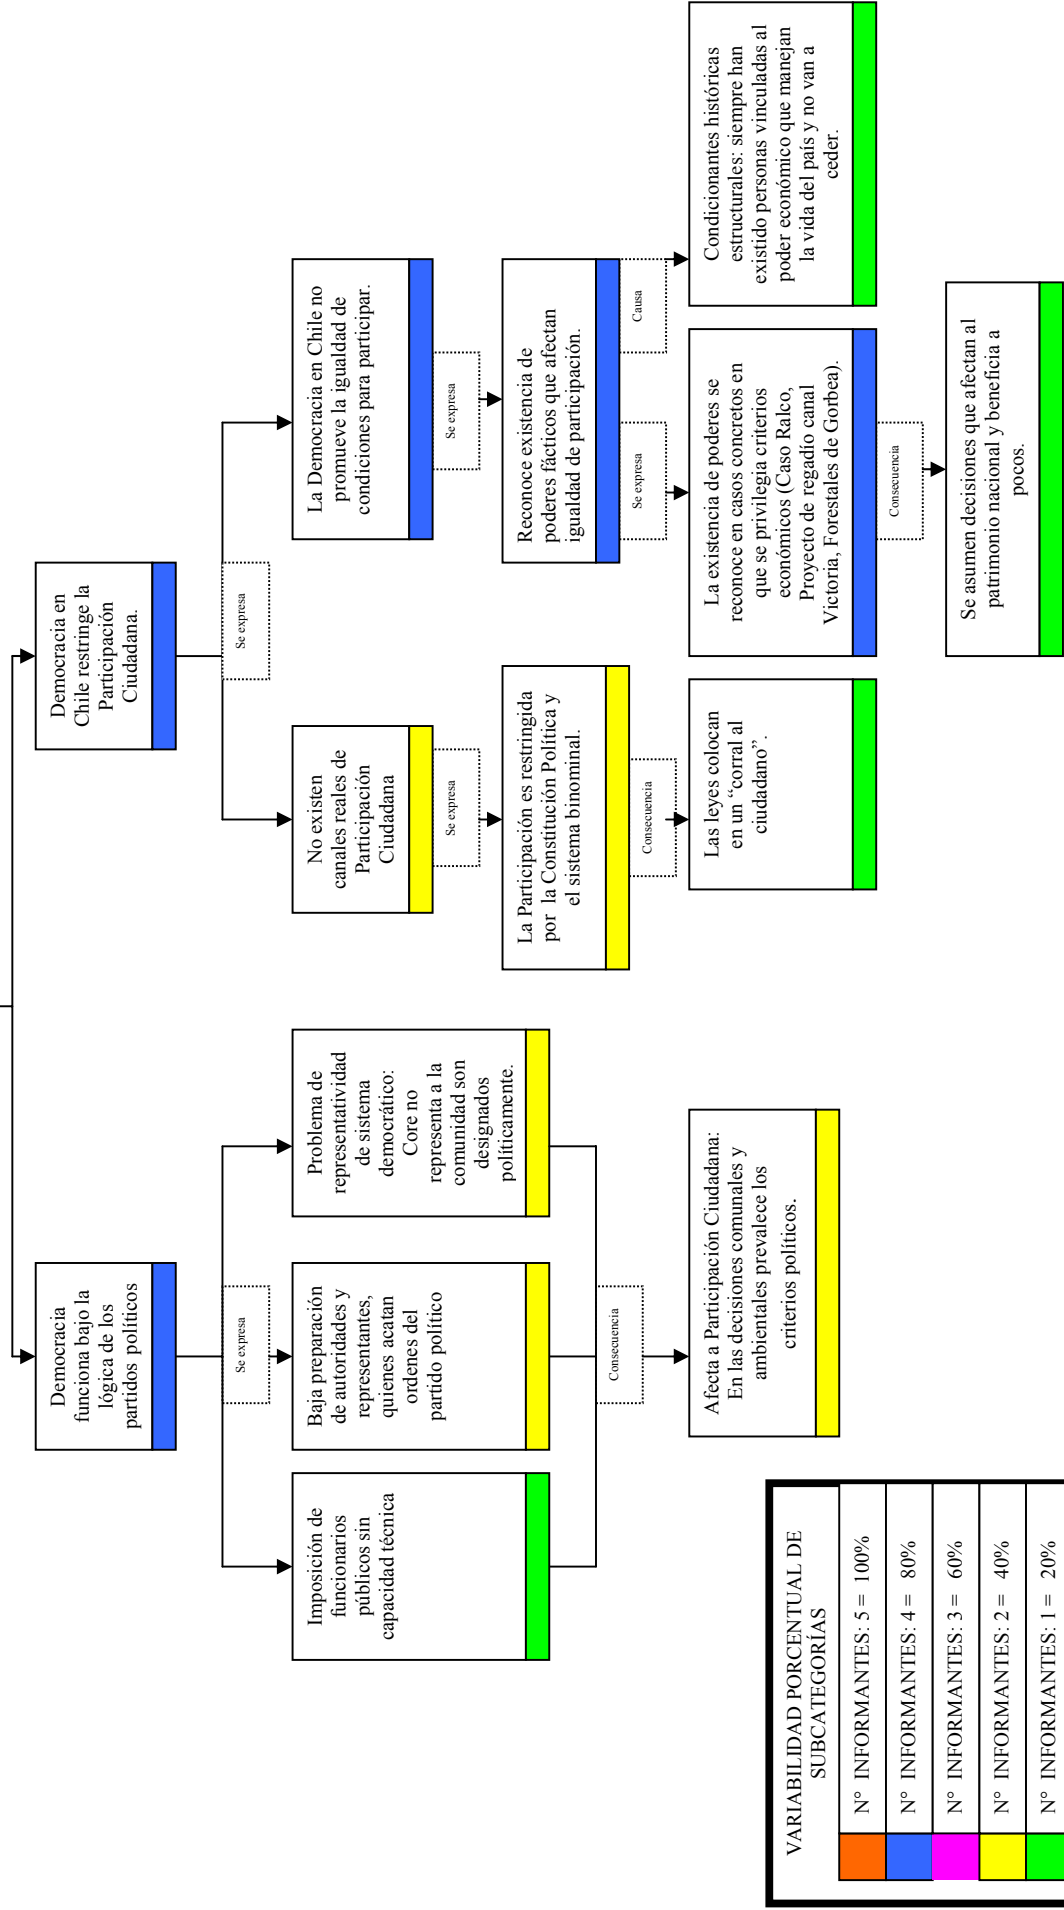 Democracia
funciona bajo la
lógica de los
partidos políticos
Democracia en
Chile restringe la
Participación
Ciudadana.
Se expresa
Se expresa
Imposición de
funcionarios
públicos sin
capacidad técnica
Baja preparación
de autoridades y
representantes,
quienes acatan
ordenes del
partido político
Problema de
representatividad
de sistema
democrático:
Core no
representa a la
comunidad son
designados
políticamente.
No existen
canales reales de
Participación
Ciudadana
La Democracia en Chile no
promueve la igualdad de
condiciones para participar.
Se expresa
Se expresa
La Participación es restringida
por la Constitución Política y
el sistema binominal.
Reconoce existencia de
poderes fácticos que afectan
igualdad de participación.
Consecuencia
Consecuencia
Se expresa
Causa
Afecta a Participación Ciudadana:
En las decisiones comunales y
ambientales prevalece los
criterios políticos.
Las leyes colocan
en un “corral al
ciudadano”.
La existencia de poderes se
reconoce en casos concretos en
que se privilegia criterios
económicos (Caso Ralco,
Proyecto de regadío canal
Victoria, Forestales de Gorbea).
Condicionantes históricas
estructurales: siempre han
existido personas vinculadas al
poder económico que manejan
la vida del país y no van a
ceder.
Consecuencia
Se asumen decisiones que afectan al
patrimonio nacional y beneficia a
pocos.
VARIABILIDAD PORCENTUAL DE
SUBCATEGORÍAS
N° INFORMANTES: 5 = 100%
N° INFORMANTES: 4 = 80%
N° INFORMANTES: 3 = 60%
N° INFORMANTES: 2 = 40%
N° INFORMANTES: 1 = 20%